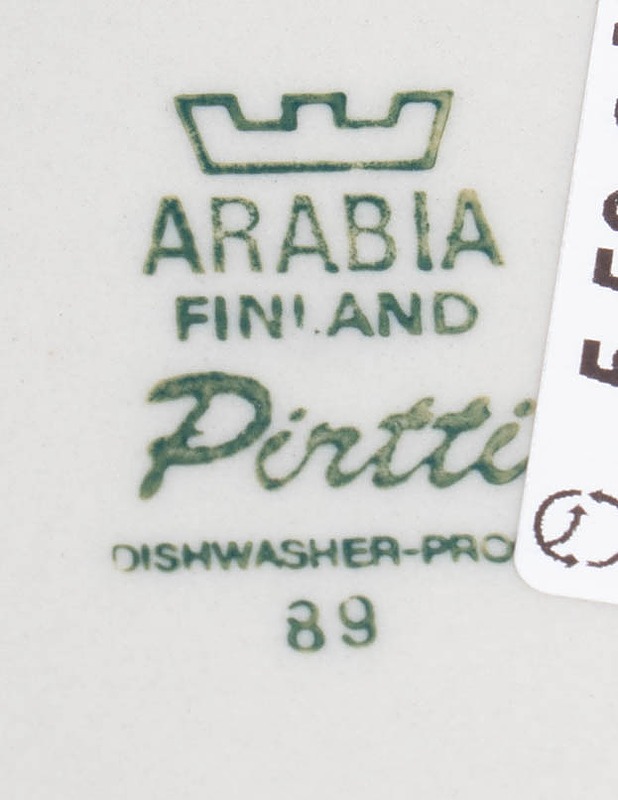 ARABIA
FINLAND
Pirtti
DISHWASHER-PRO
89